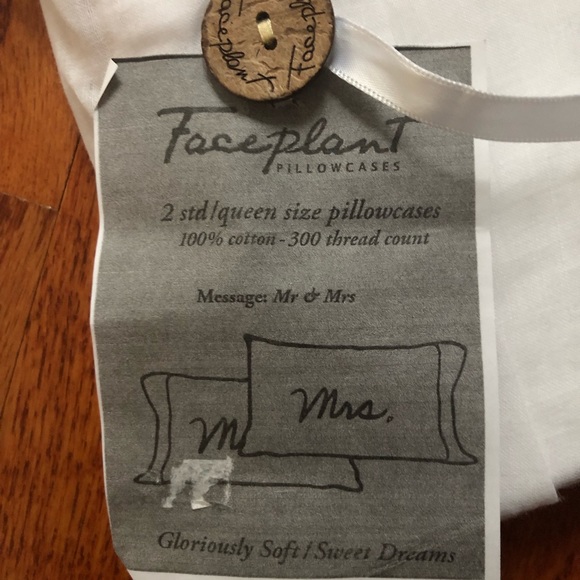 Faceplant
Faceplant
Faceplant
PILLOWCASES
2 std/queen size pillowcases
100% cotton - 300 thread count
Message: Mr & Mrs
Mrs.
M
Gloriously Soft / Sweet Dreams